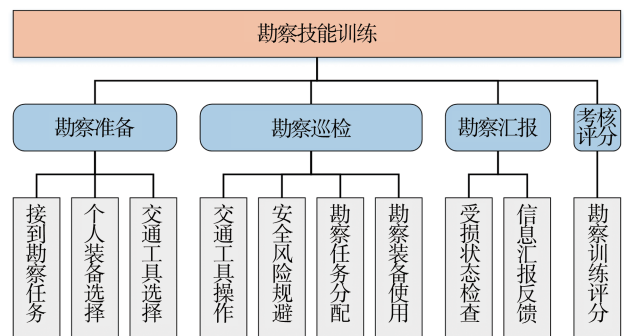 勘察技能训练
勘察准备
勘察巡检
勘察汇报
考核
评分
接到勘察任务
个人装备选择
交通工具选择
交通工具操作
安全风险规避
勘察任务分配
勘察装备使用
受损状态检查
信息汇报反馈
勘察训练评分